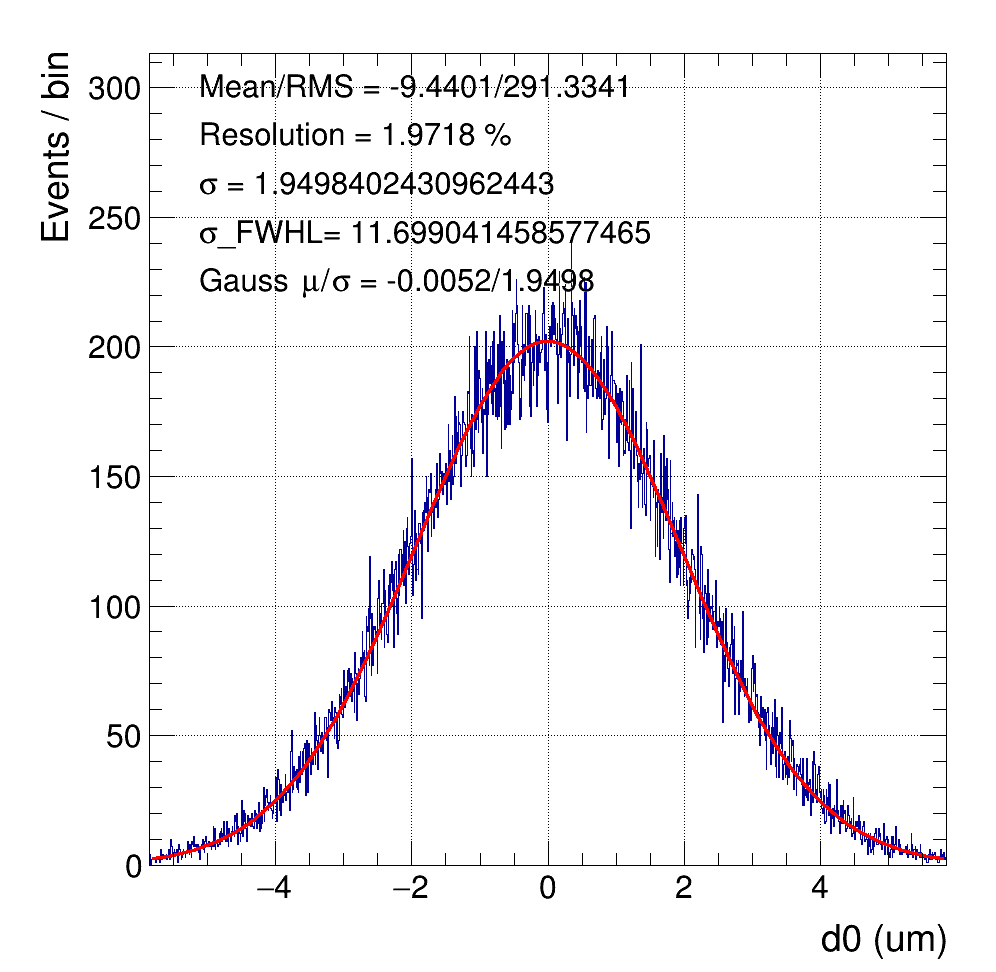 Events / bin
300
250
200
150
100
50
0
Mean/RMS = -9.4401/291.3341
Resolution = 1.9718 %
σ = 1.9498402430962443
σ_FWHL= 11.699041458577465
Gauss μ/σ = -0.0052/1.9498
−4 −2 0 2 4
d0 (um)